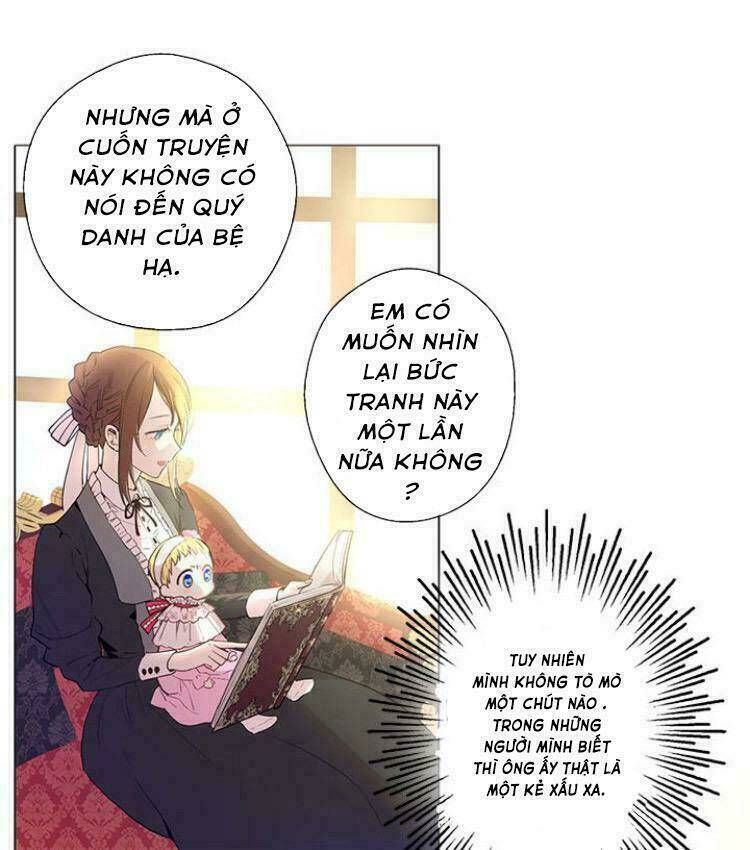 NHƯNG MÀ Ở
CUỐN TRUYỆN
NÀY KHÔNG CÓ
NÓI ĐẾN QUÝ
DANH CỦA BỆ
HẠ.
EM CÓ
MUỐN NHÌN
LẠI BỨC
TRANH NÀY
MỘT LẦN
NỮA KHÔNG
?
TUY NHIÊN
MÌNH KHÔNG TÒ MÒ
MỘT CHÚT NÀO .
TRONG NHỮNG
NGƯỜI MÌNH BIẾT
THÌ ÔNG ẤY THẬT LÀ
MỘT KẺ XẤU XA.